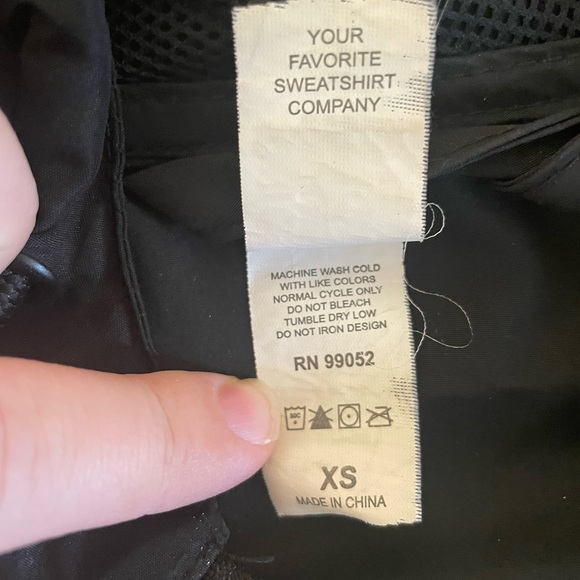 YOUR
FAVORITE
SWEATSHIRT
COMPANY
MACHINE WASH COLD
WITH LIKE COLORS
NORMAL CYCLE ONLY
DO NOT BLEACH
TUMBLE DRY LOW
DO NOT IRON DESIGN
RN 99052
30C
XS
MADE IN CHINA